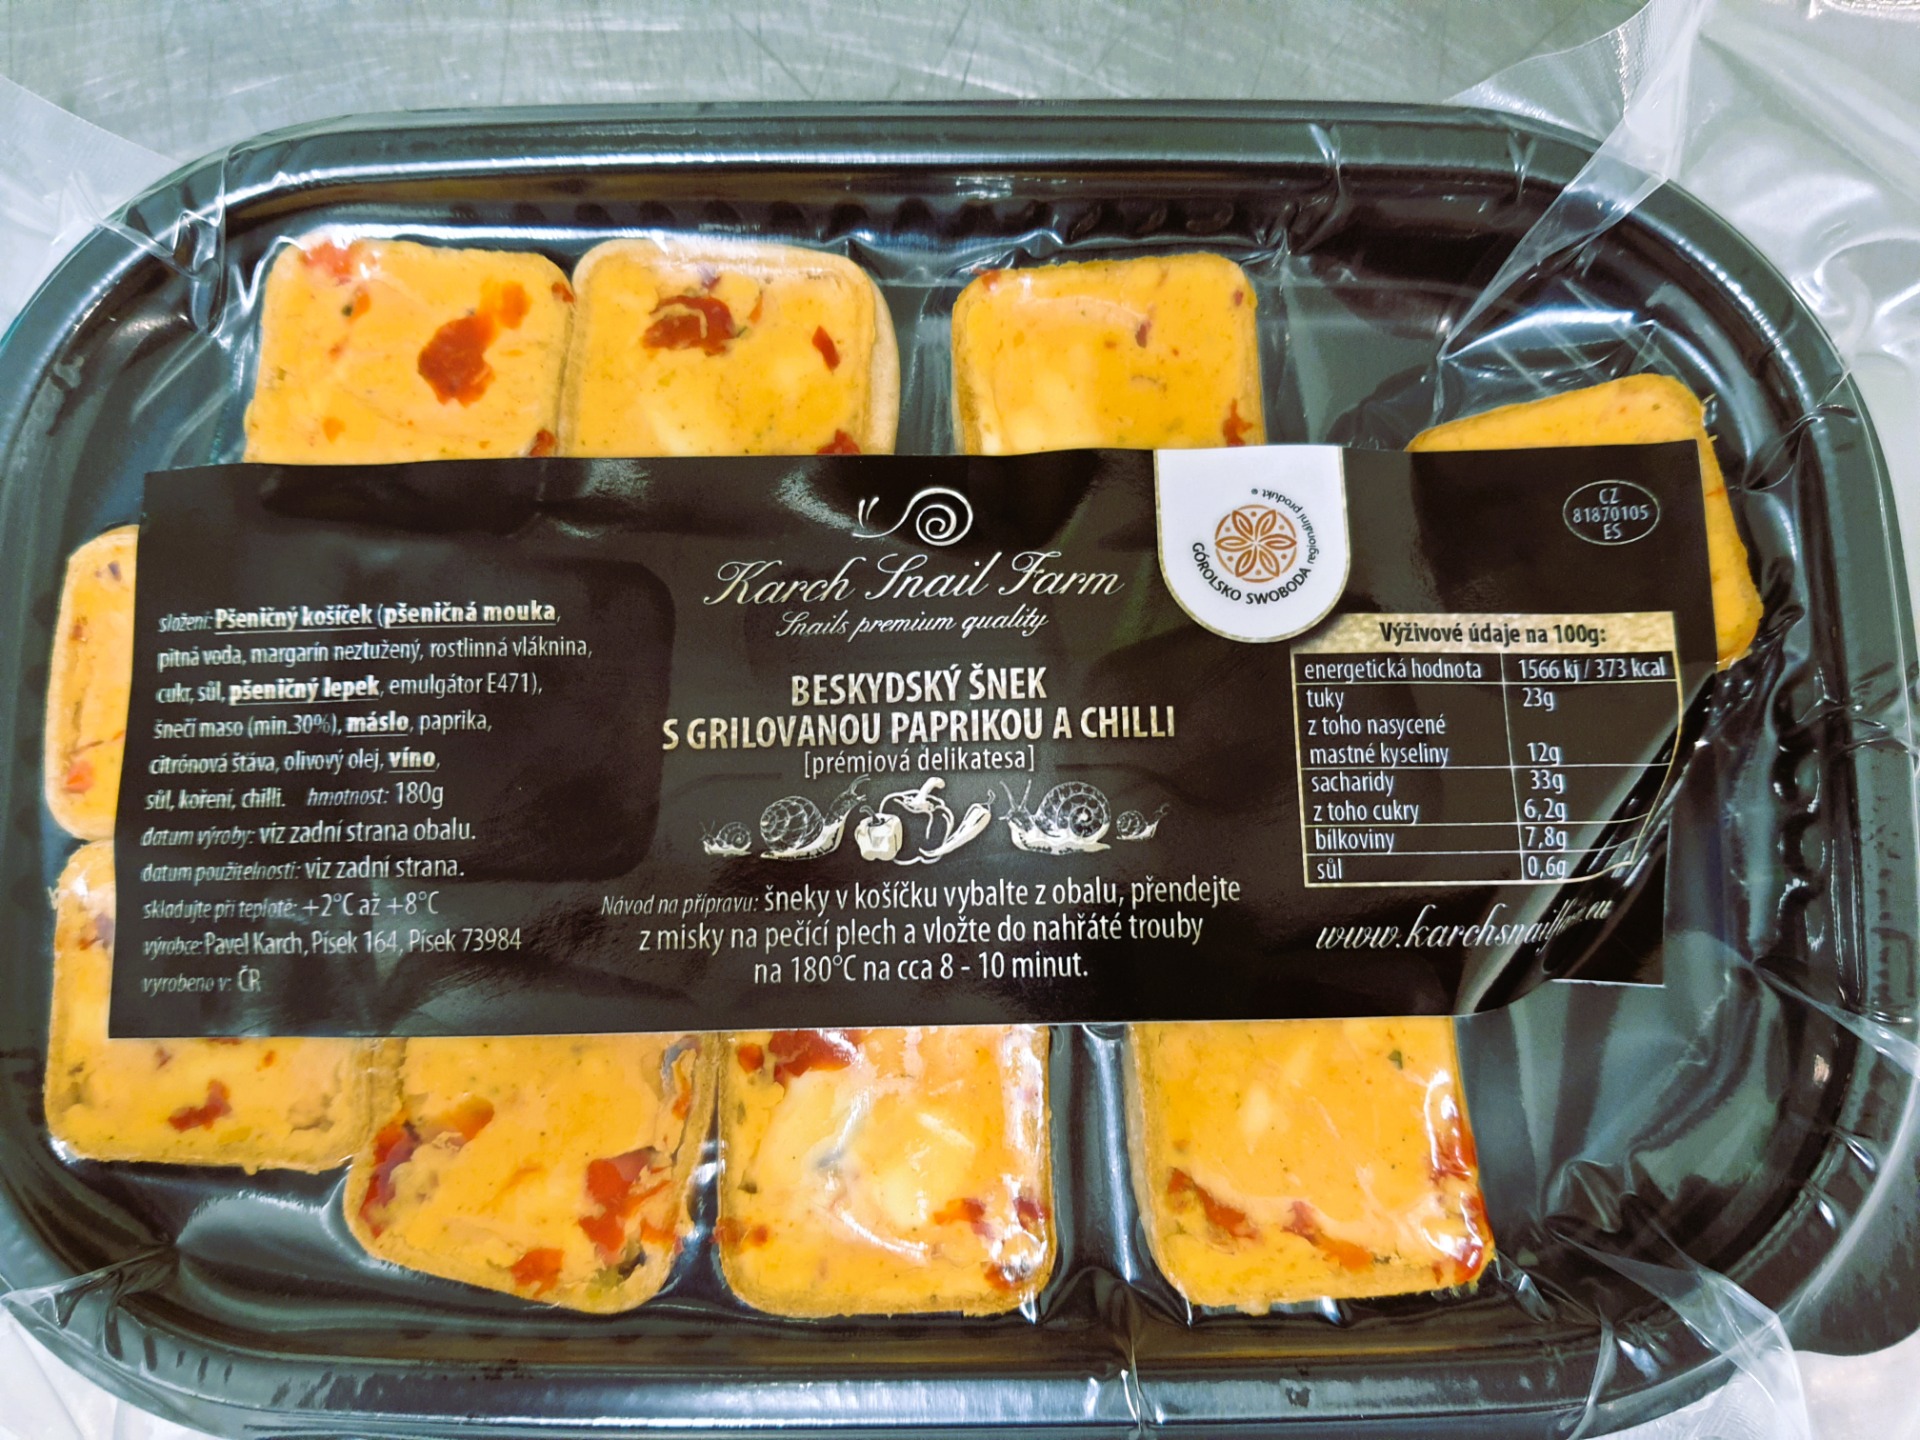 složení: Pšeničný košíček (pšeničná mouka,
pitná voda, margarín neztužený, rostlinná vláknina,
cukr, sůl, pšeničný lepek, emulgátor E471),
šnečí maso (min.30%), máslo, paprika,
citrónová šťáva, olivový olej, víno,
sůl, koření, chilli. hmotnost: 180g
datum výroby: viz zadní strana obalu.
datum použitelnosti: viz zadní strana.
skladujte při teplotě: +2°C až +8°C
výrobce: Pavel Karch, Písek 164, Písek 73984
vyrobeno v: ČR
Karch Snail Farm
Snails premium quality
BESKYDSKÝ ŠNEK
S GRILOVANOU PAPRIKOU A CHILLI
[prémiová delikatesa]
Návod na přípravu: šneky v košíčku vybalte z obalu, přendejte
z misky na pečící plech a vložte do nahřáté trouby
na 180°C na cca 8 - 10 minut.
GÓROLSKO SWOBODA regionální produkt ®
CZ
81870105
ES
Výživové údaje na 100g:
energetická hodnota 1566 kj / 373 kcal
tuky 23g
z toho nasycené
mastné kyseliny 12g
sacharidy 33g
z toho cukry 6,2g
bílkoviny 7,8g
sůl 0,6g